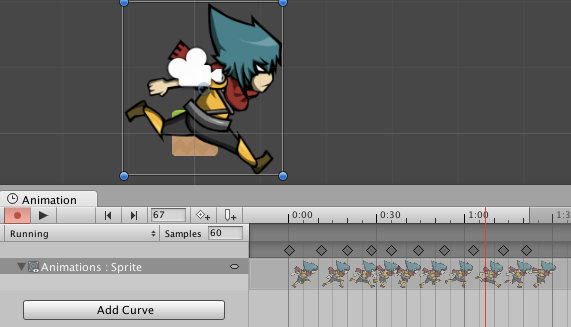 Animation
67
0:00
0:30
1:00
1:3
Running
Samples
60
Animations : Sprite
Add Curve